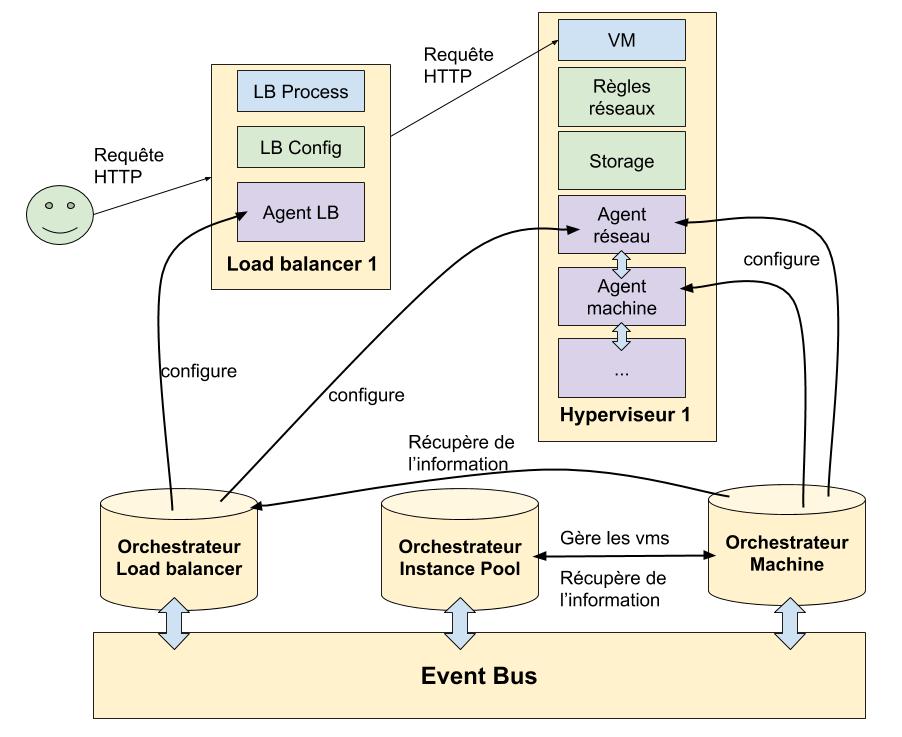 VM
Requête
HTTP
LB Process
Règles
réseaux
LB Config
Requête
HTTP
Storage
Agent LB
Agent
réseau
Load balancer 1
configure
Agent
machine
configure
...
configure
Hyperviseur 1
Récupère de
l'information
Orchestrateur
Load balancer
Orchestrateur
Instance Pool
Gère les vms
Récupère de
l'information
Orchestrateur
Machine
Event Bus